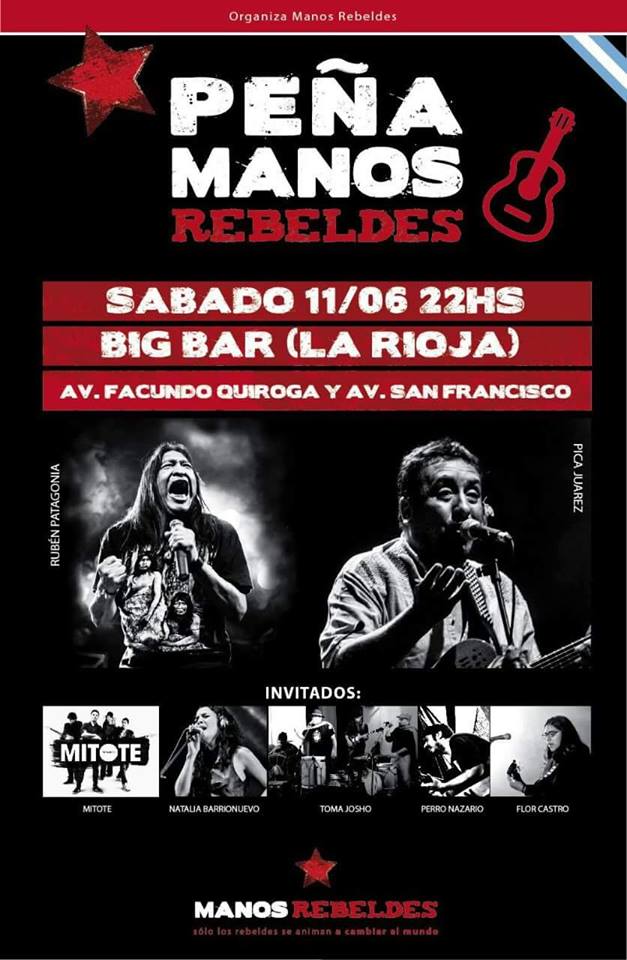 Organiza Manos Rebeldes
PEÑA
MANOS
REBELDES
SABADO 11/06 22HS
BIG BAR (LA RIOJA)
AV. FACUNDO QUIROGA Y AV. SAN FRANCISCO
RUBÉN PATAGONIA
PICA JUAREZ
INVITADOS:
MITOTE
MITOTE
NATALIA BARRIONUEVO
TOMA JOSHO
PERRO NAZARIO
FLOR CASTRO
MANOS REBELDES
sólo los rebeldes se animan a cambiar el mundo